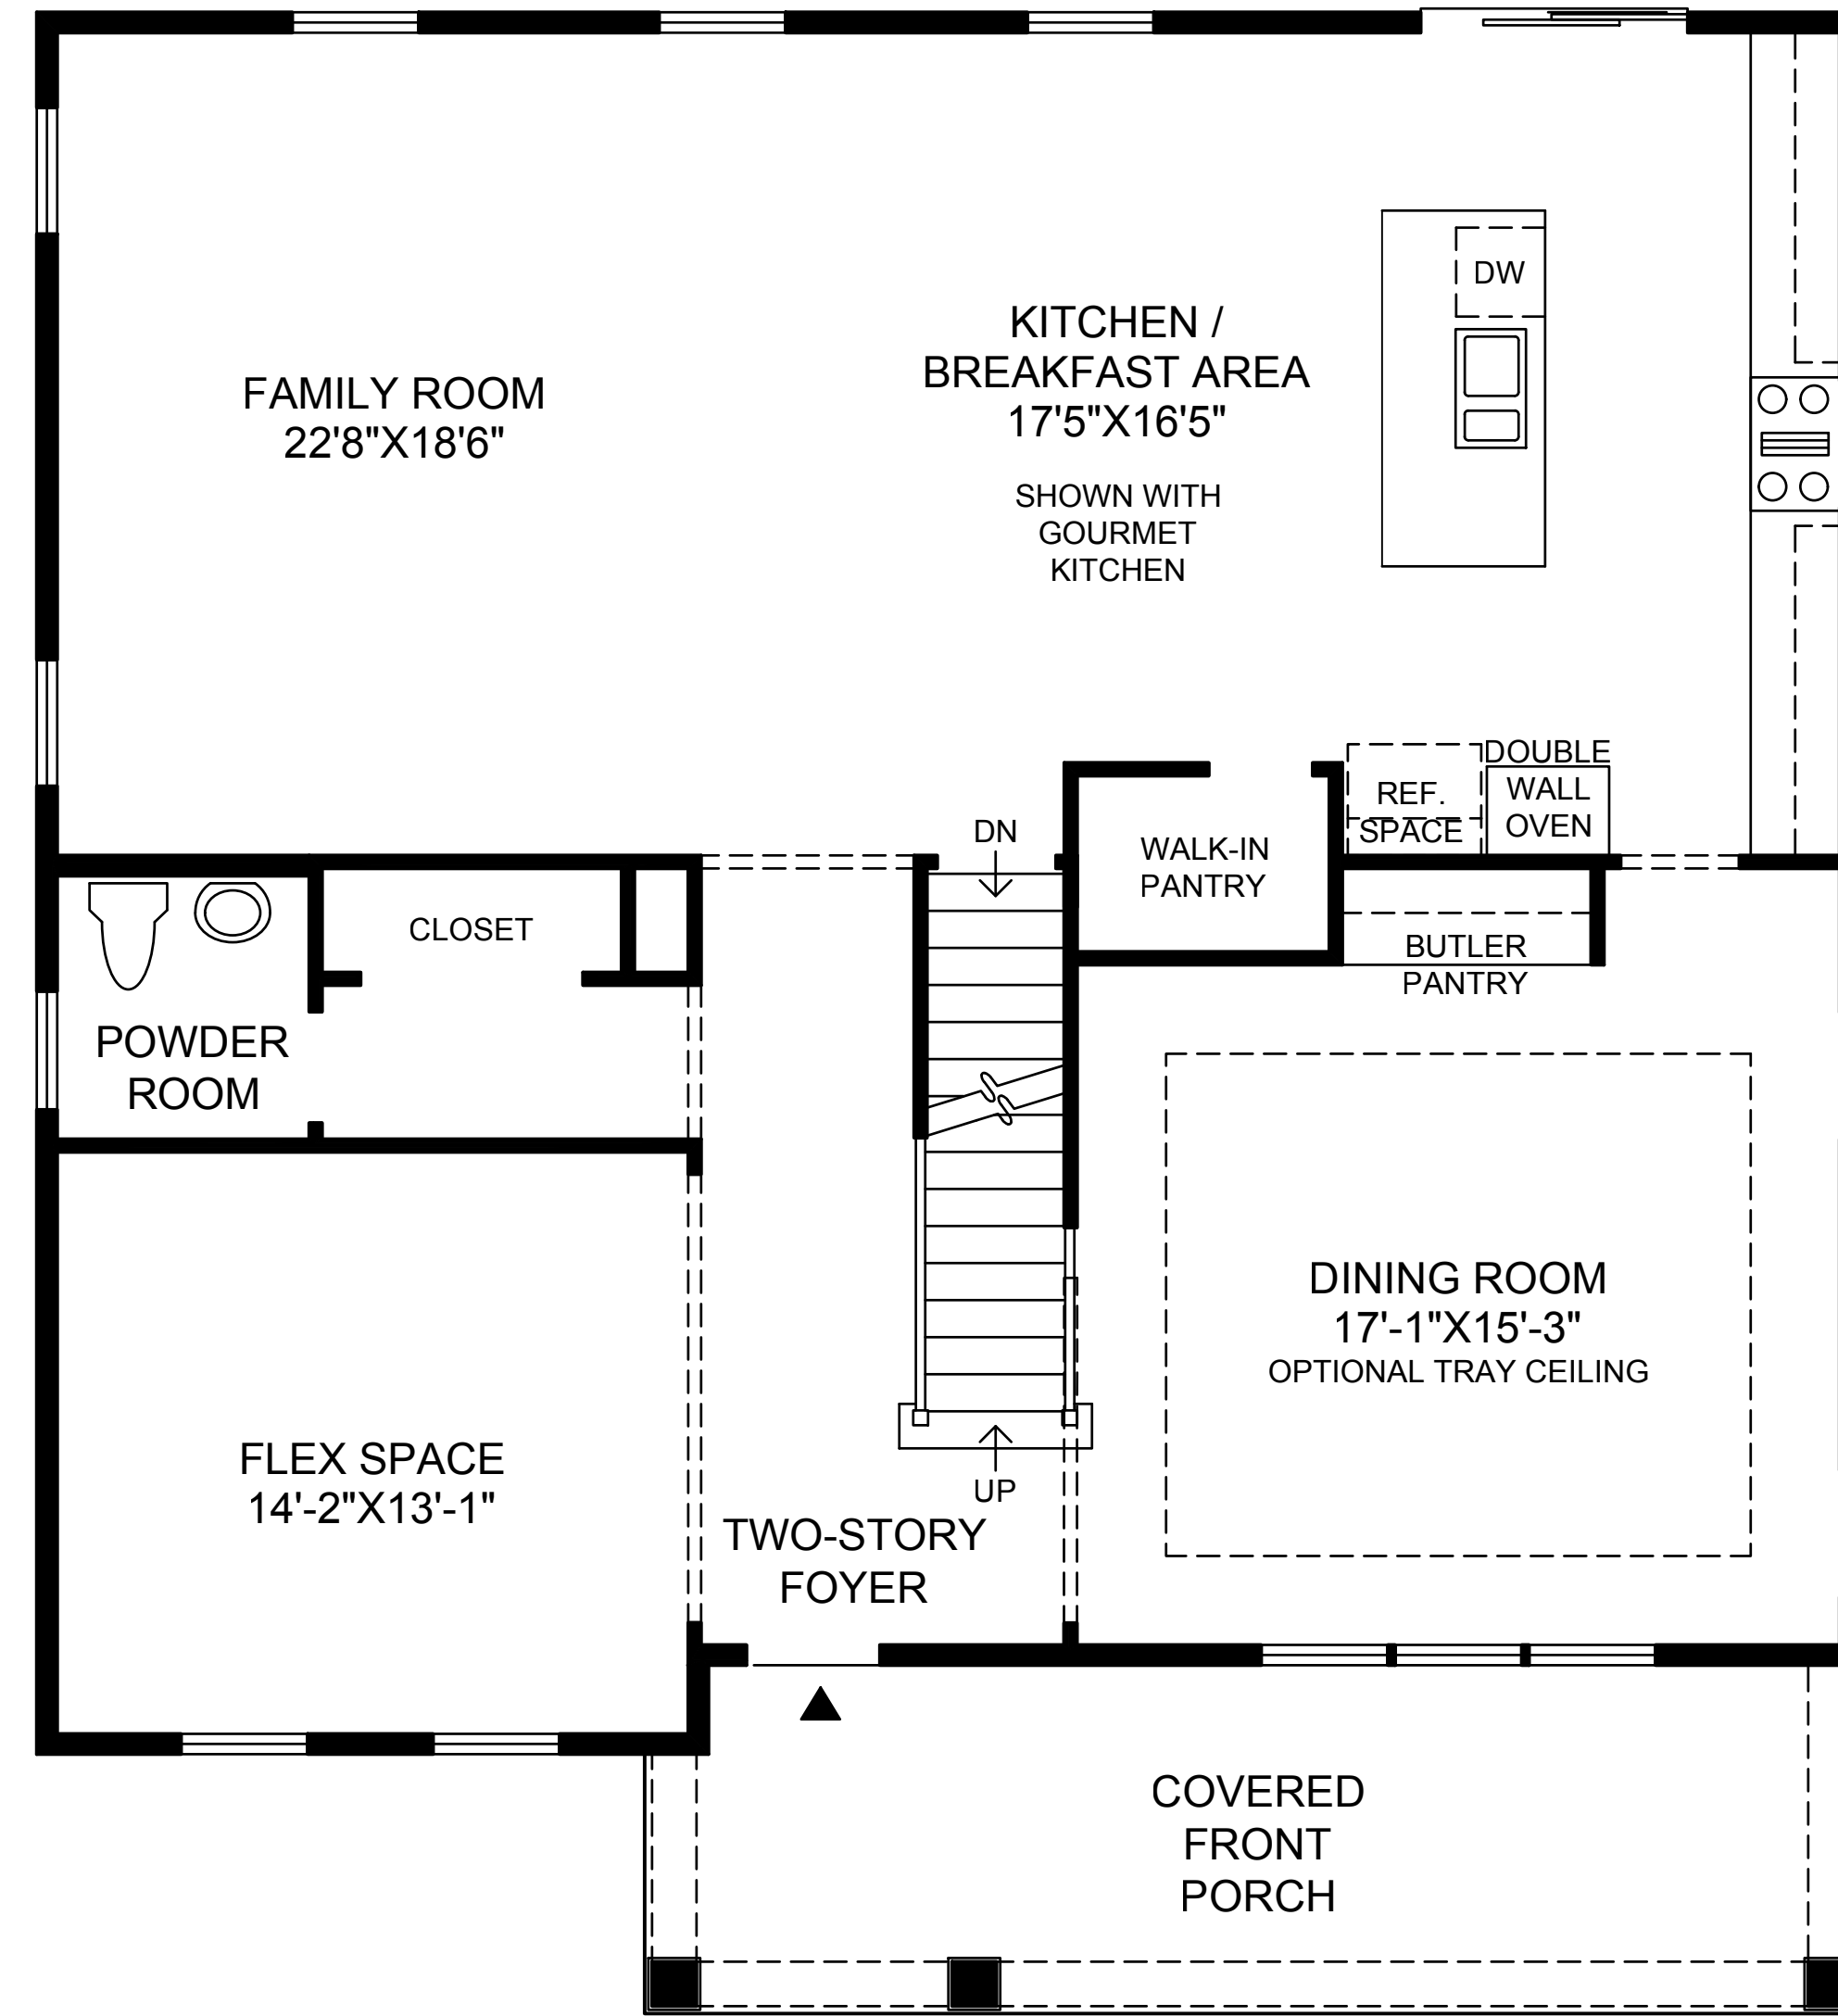 FAMILY ROOM
22'8"X18'6"
KITCHEN /
BREAKFAST AREA
17'5"X16'5"
SHOWN WITH
GOURMET
KITCHEN
DW
DOUBLE
WALL
OVEN
REF.
SPACE
DN
WALK-IN
PANTRY
CLOSET
BUTLER
PANTRY
POWDER
ROOM
DINING ROOM
17'-1"X15'-3"
OPTIONAL TRAY CEILING
FLEX SPACE
14'-2"X13'-1"
UP
TWO-STORY
FOYER
COVERED
FRONT
PORCH